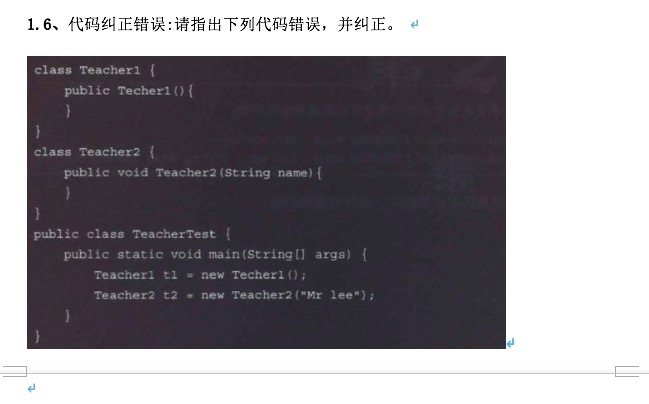 1.6、代码纠正错误:请指出下列代码错误，并纠正。
class Teacher1 {
public Techer1(){
}
}
class Teacher2 {
public void Teacher2(String name){
}
}
public class TeacherTest {
public static void main(String[] args) {
Teacher1 t1 = new Techer1();
Teacher2 t2 = new Teacher2("Mr lee");
}
}